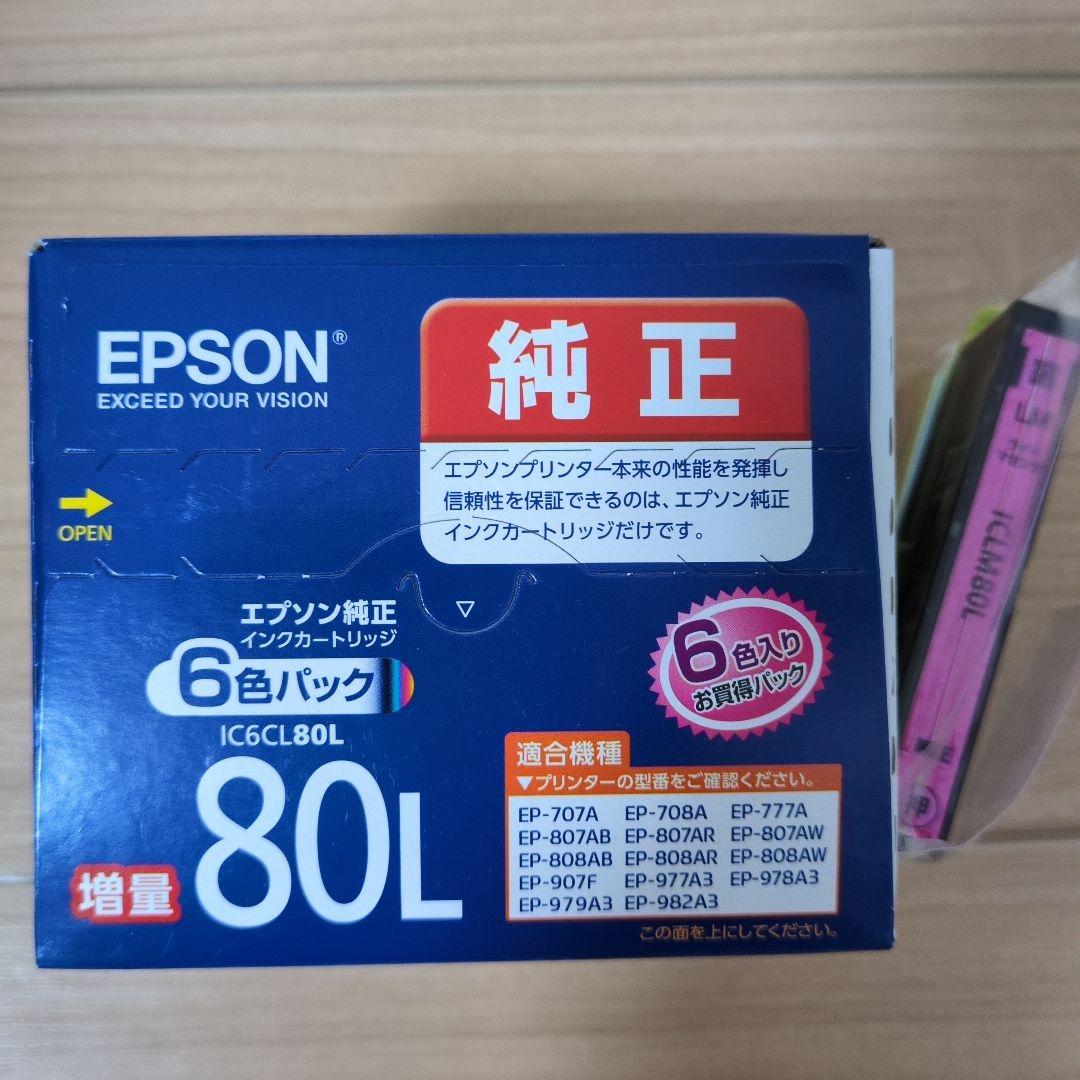 EPSON®
EXCEED YOUR VISION
純正
エプソンプリンター本来の性能を発揮し
信頼性を保証できるのは、エプソン純正
インクカートリッジだけです。
OPEN
エプソン純正
インクカートリッジ
6色パック
IC6CL80L
増量
80L
6色入り
お買得パック
適合機種
▼プリンターの型番をご確認ください。
EP-707A EP-708A EP-777A
EP-807AB EP-807AR EP-807AW
EP-808AB EP-808AR EP-808AW
EP-907F EP-977A3 EP-978A3
EP-979A3 EP-982A3
この面を上にしてください。
LM
ICLM80L